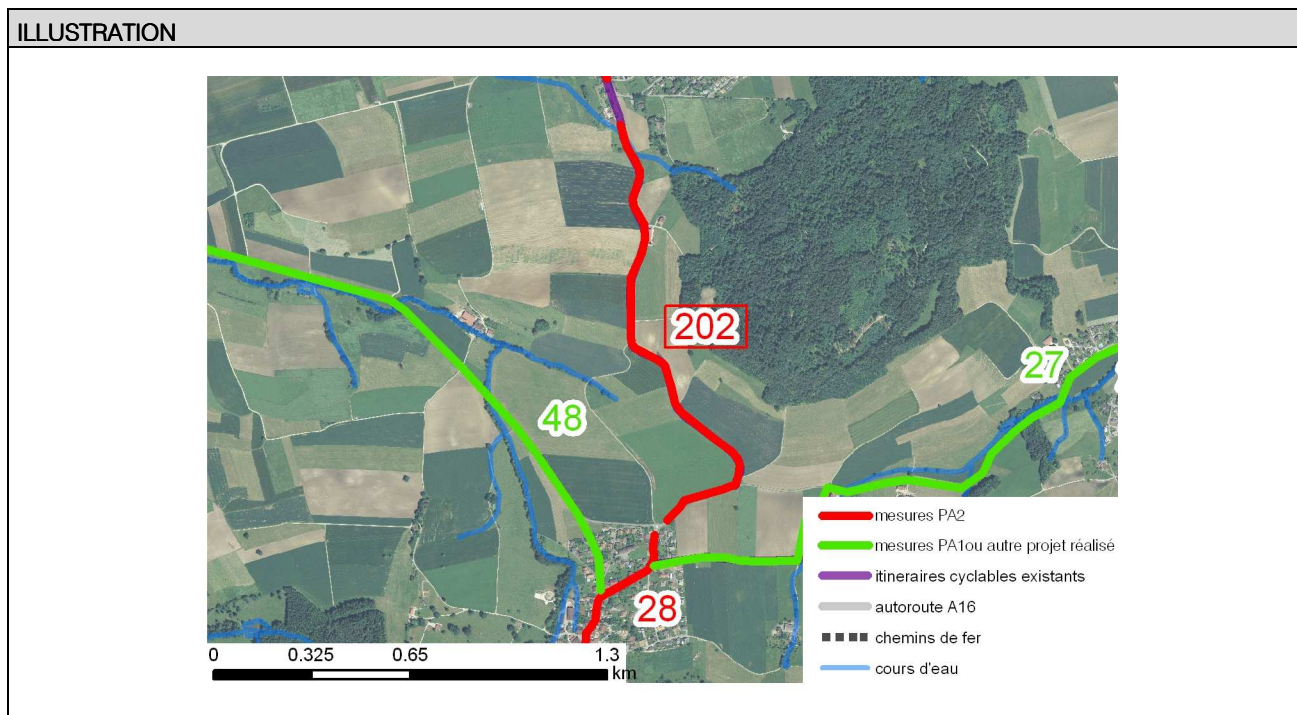 ILLUSTRATION
202
27
48
28
mesures PA2
mesures PA1ou autre projet réalisé
itineraires cyclables existants
autoroute A16
chemins de fer
cours d'eau
0 0.325 0.65 1.3
km